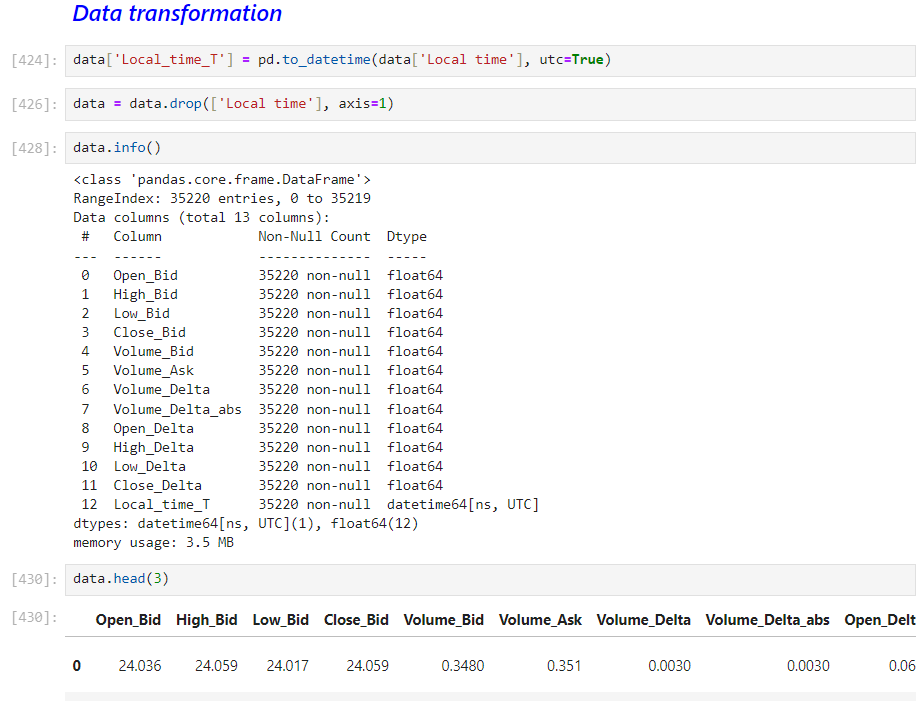 Data transformation
[424]: data['Local_time_T'] = pd.to_datetime(data['Local time'], utc=True)
[426]: data = data.drop(['Local time'], axis=1)
[428]: data.info()
<class 'pandas.core.frame.DataFrame'>
RangeIndex: 35220 entries, 0 to 35219
Data columns (total 13 columns):
 #   Column            Non-Null Count  Dtype
---  ------            --------------  -----
 0   Open_Bid          35220 non-null  float64
 1   High_Bid          35220 non-null  float64
 2   Low_Bid           35220 non-null  float64
 3   Close_Bid         35220 non-null  float64
 4   Volume_Bid        35220 non-null  float64
 5   Volume_Ask        35220 non-null  float64
 6   Volume_Delta      35220 non-null  float64
 7   Volume_Delta_abs  35220 non-null  float64
 8   Open_Delta        35220 non-null  float64
 9   High_Delta        35220 non-null  float64
 10  Low_Delta         35220 non-null  float64
 11  Close_Delta       35220 non-null  float64
 12  Local_time_T      35220 non-null  datetime64[ns, UTC]
dtypes: datetime64[ns, UTC](1), float64(12)
memory usage: 3.5 MB
[430]: data.head(3)
[430]: Open_Bid High_Bid Low_Bid Close_Bid Volume_Bid Volume_Ask Volume_Delta Volume_Delta_abs Open_Delt
0 24.036 24.059 24.017 24.059 0.3480 0.351 0.0030 0.0030 0.06